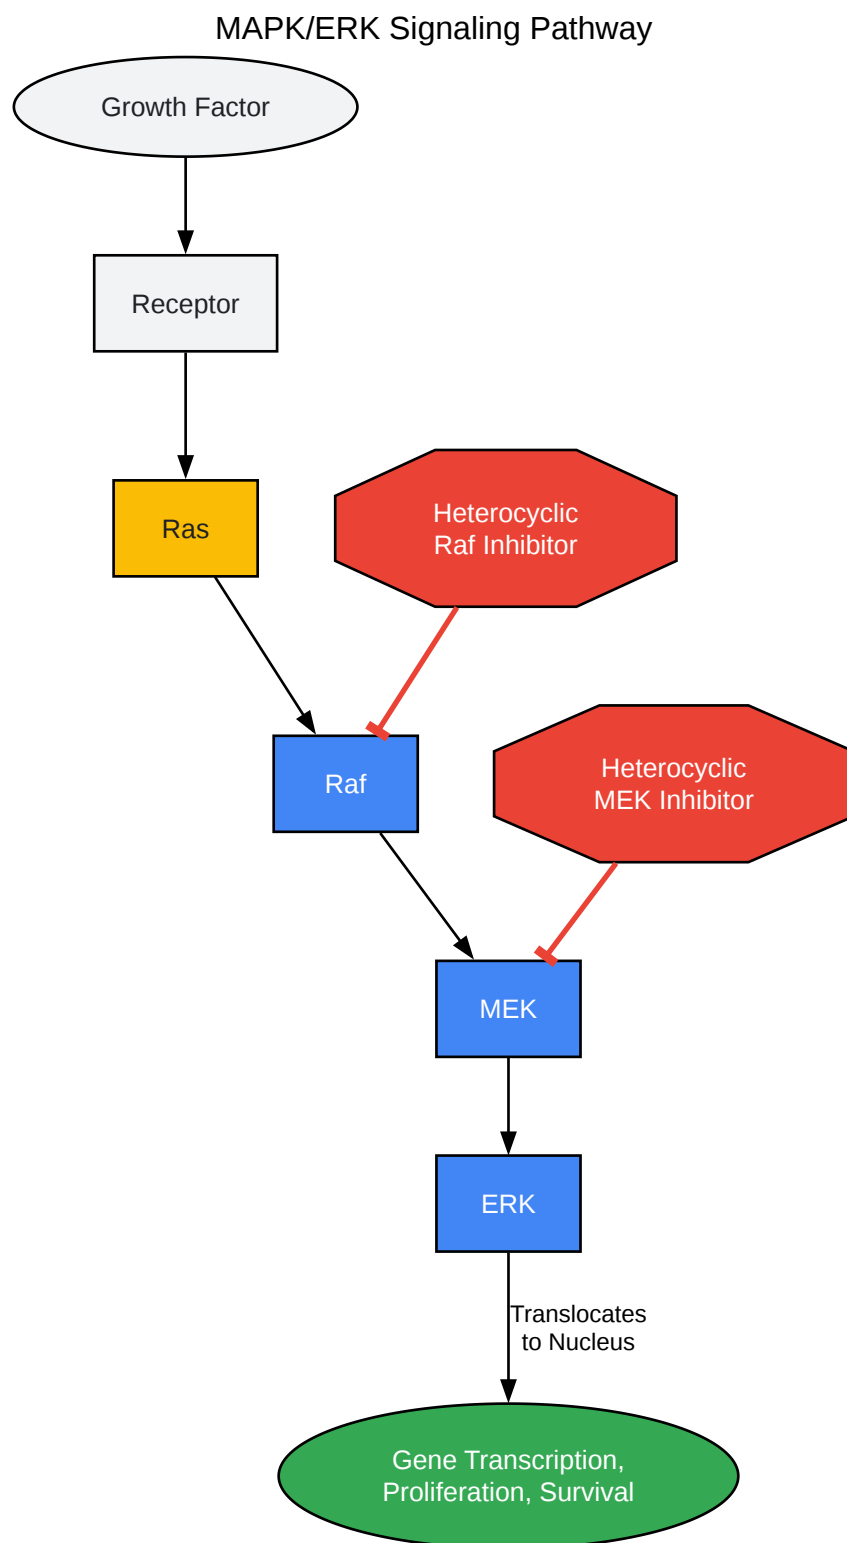 MAPK/ERK Signaling Pathway
Growth Factor
Receptor
Ras
Heterocyclic
Raf Inhibitor
Raf
Heterocyclic
MEK Inhibitor
MEK
ERK
Translocates
to Nucleus
Gene Transcription,
Proliferation, Survival